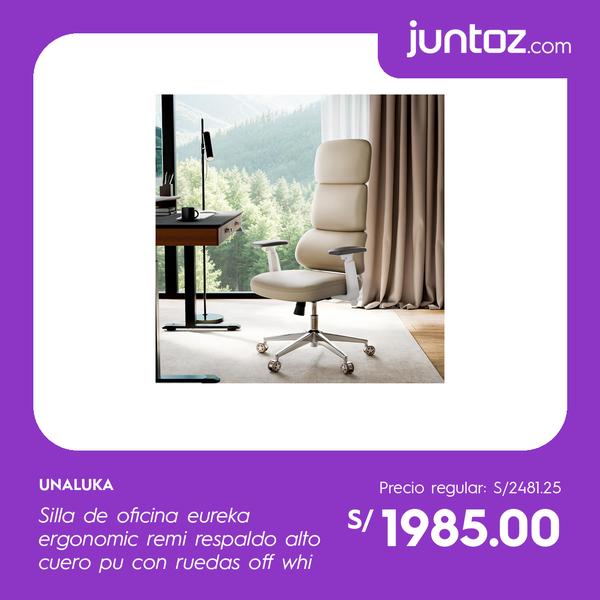 juntoz.com
UNALUKA
Silla de oficina eureka
ergonomic remi respaldo alto
cuero pu con ruedas off whi
Precio regular: S/2481.25
S/ 1985.00